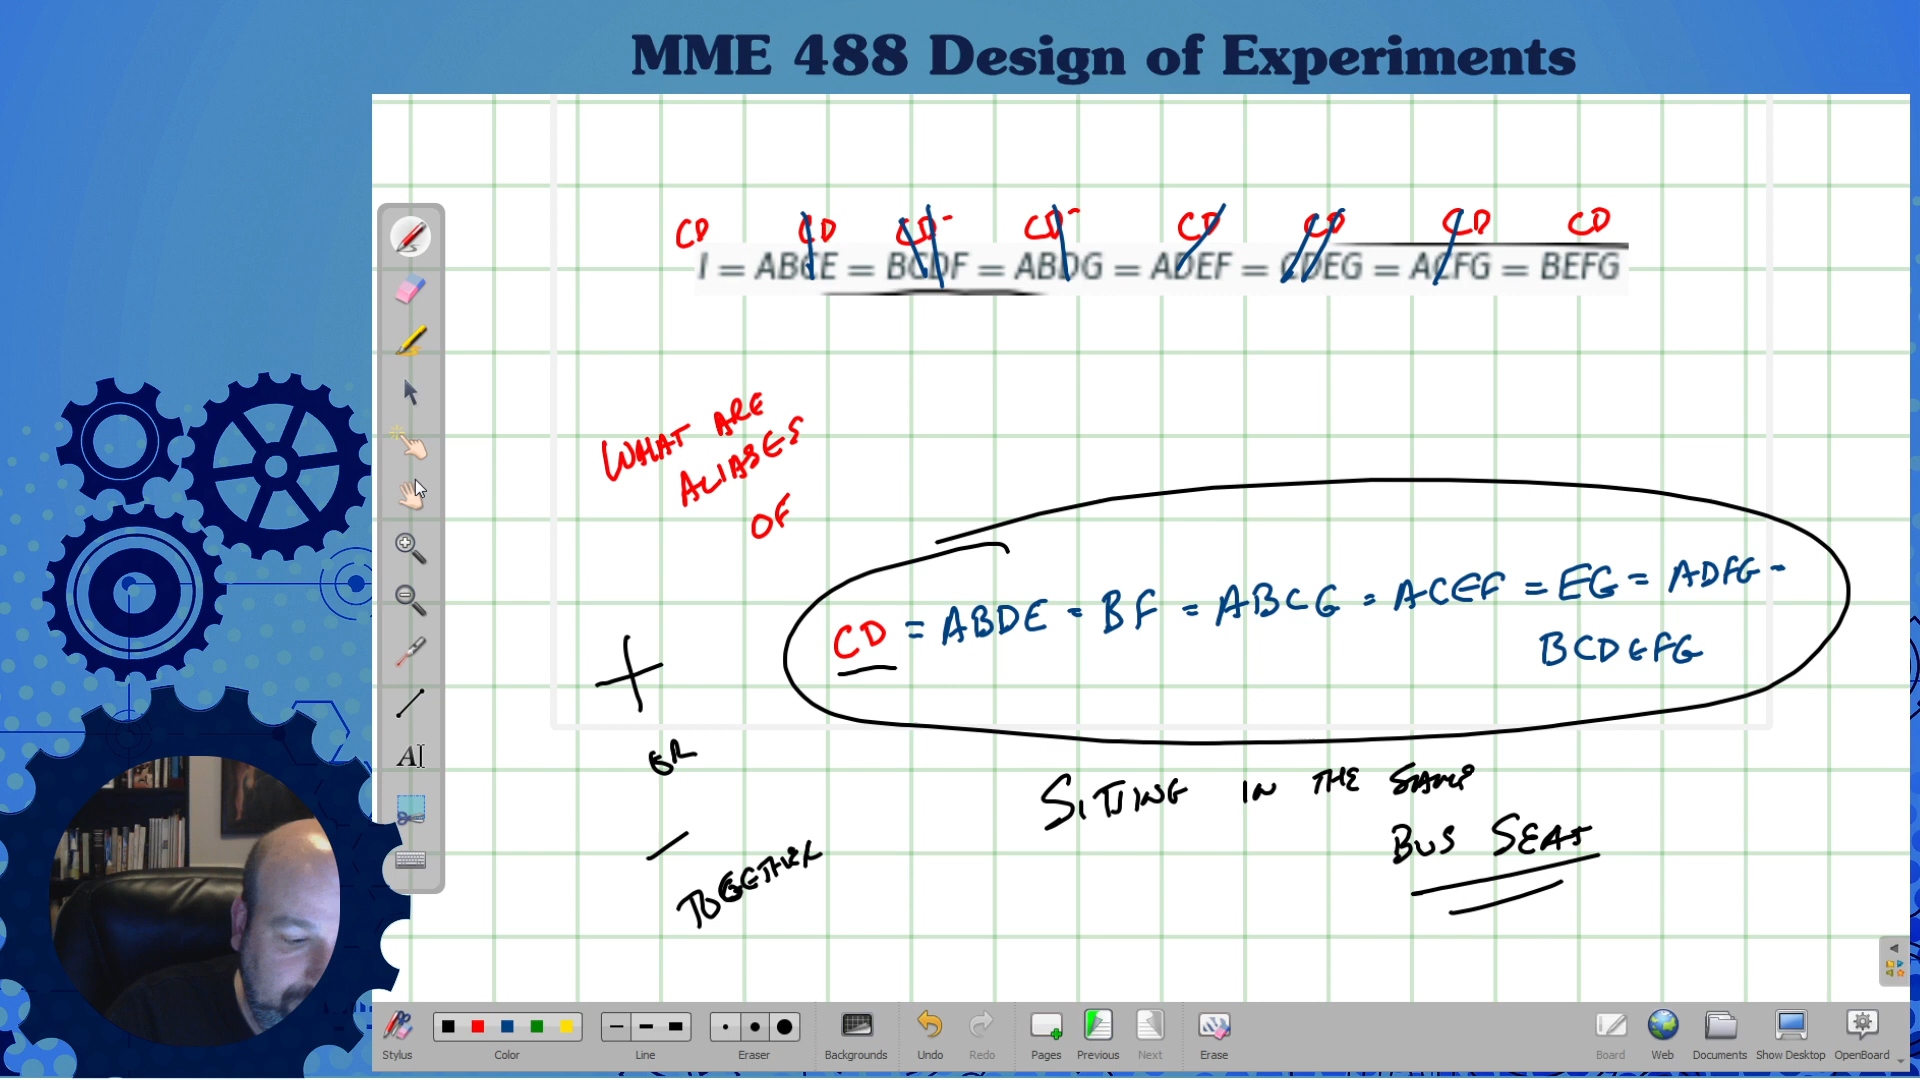 MME 488 Design of Experiments
CD CD CD CD CD CD CD CD
I = ABCE = BCDF = ABDG = ADEF = CDEG = ACFG = BEFG
WHAT ARE
ALIASES
OF
CD = ABDE = BF = ABCG = ACEF = EG = ADFG =
BCDEFG
+
OR
-
TOGETHER
SITTING IN THE SAME
BUS SEAT
AI
Stylus Color Line Eraser Backgrounds Undo Redo Pages Previous Next Erase Board Web Documents Show Desktop OpenBoard